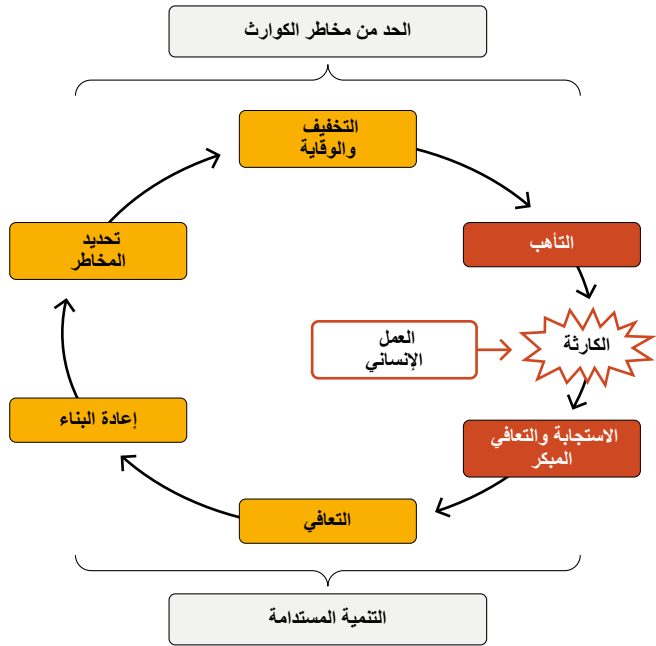 الحد من مخاطر الكوارث
التخفيف
والوقاية
التأهب
تحديد
المخاطر
الكارثة
العمل
الإنساني
الاستجابة والتعافي
المبكر
إعادة البناء
التعافي
التنمية المستدامة